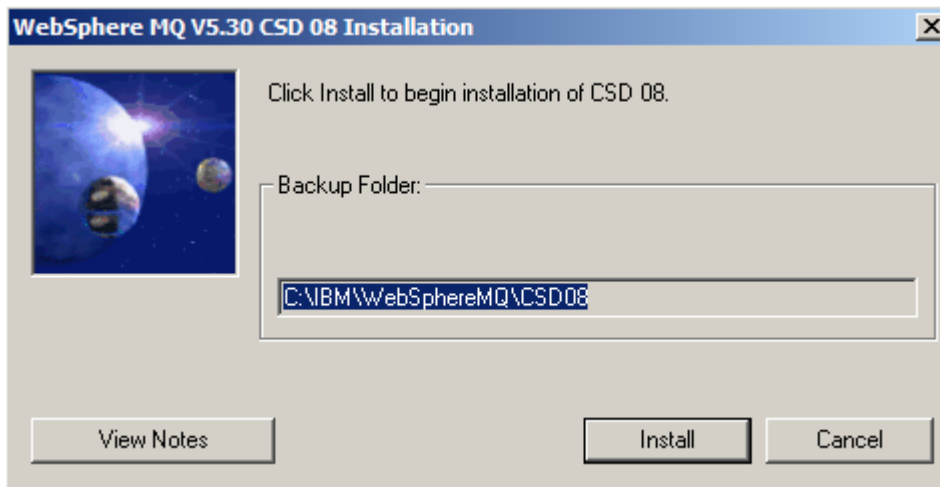 WebSphere MQ V5.30 CSD 08 Installation
Click Install to begin installation of CSD 08.
Backup Folder:
C:\IBM\WebSphereMQ\CSD08
View Notes
Install
Cancel